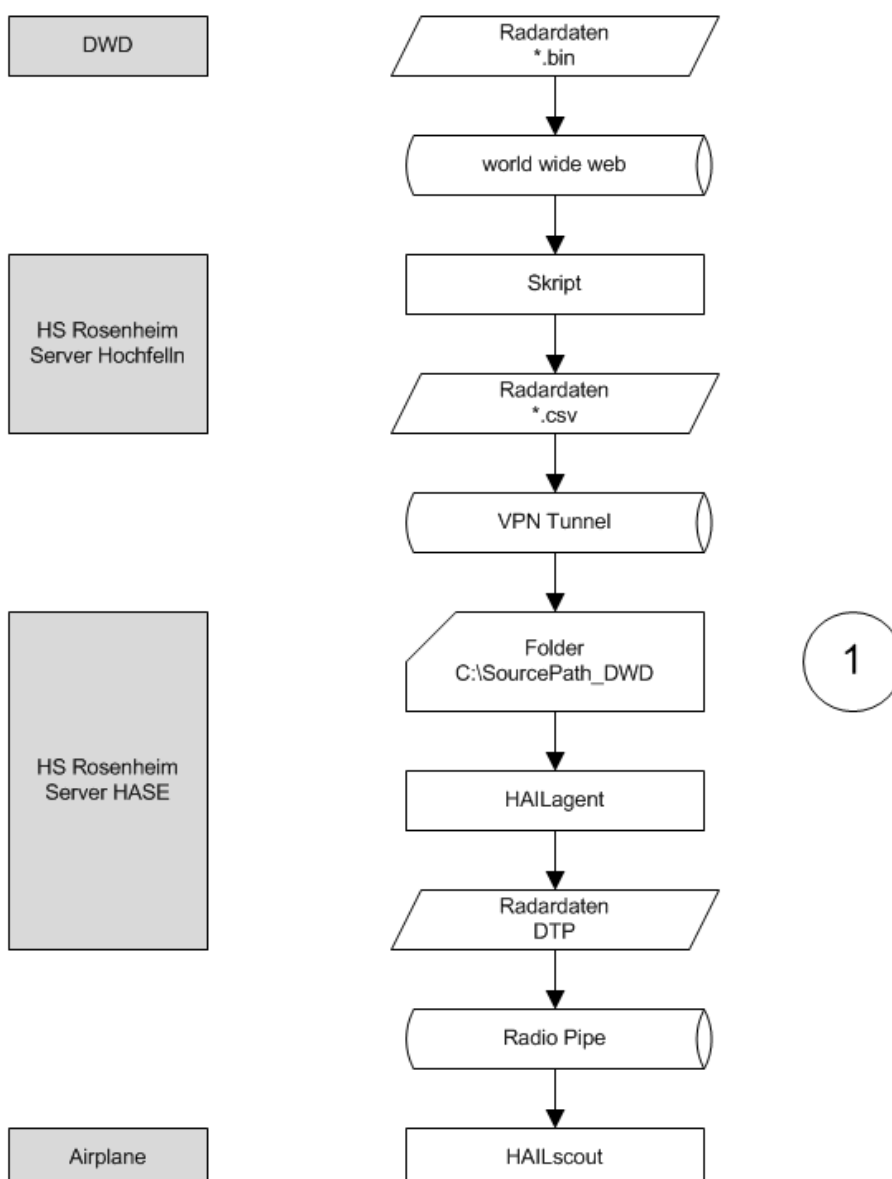 DWD
Radardaten
*.bin
world wide web
HS Rosenheim
Server Hochfelln
Skript
Radardaten
*.csv
VPN Tunnel
HS Rosenheim
Server HASE
Folder
C:\SourcePath_DWD
1
HAILagent
Radardaten
DTP
Radio Pipe
Airplane
HAILscout